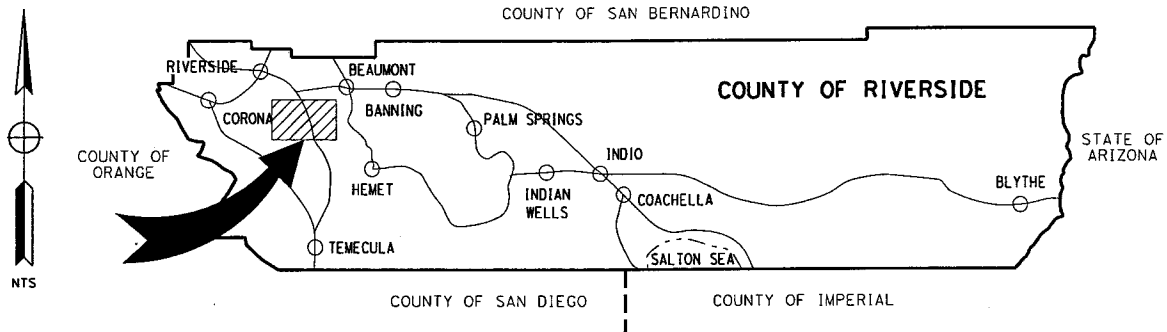 COUNTY OF SAN BERNARDINO
RIVERSIDE
BEAUMONT
COUNTY OF RIVERSIDE
BANNING
CORONA
PALM SPRINGS
STATE OF
ARIZONA
COUNTY OF
ORANGE
INDIO
HEMET
INDIAN
WELLS
COACHELLA
BLYTHE
TEMECULA
SALTON SEA
NTS
COUNTY OF SAN DIEGO
COUNTY OF IMPERIAL